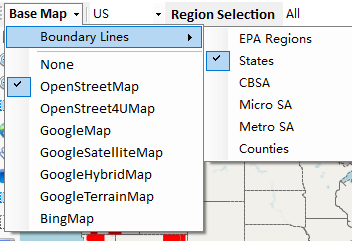 Base Map US Region Selection All
Boundary Lines
None
OpenStreetMap
OpenStreet4UMap
GoogleMap
GoogleSatelliteMap
GoogleHybridMap
GoogleTerrainMap
BingMap
EPA Regions
States
CBSA
Micro SA
Metro SA
Counties